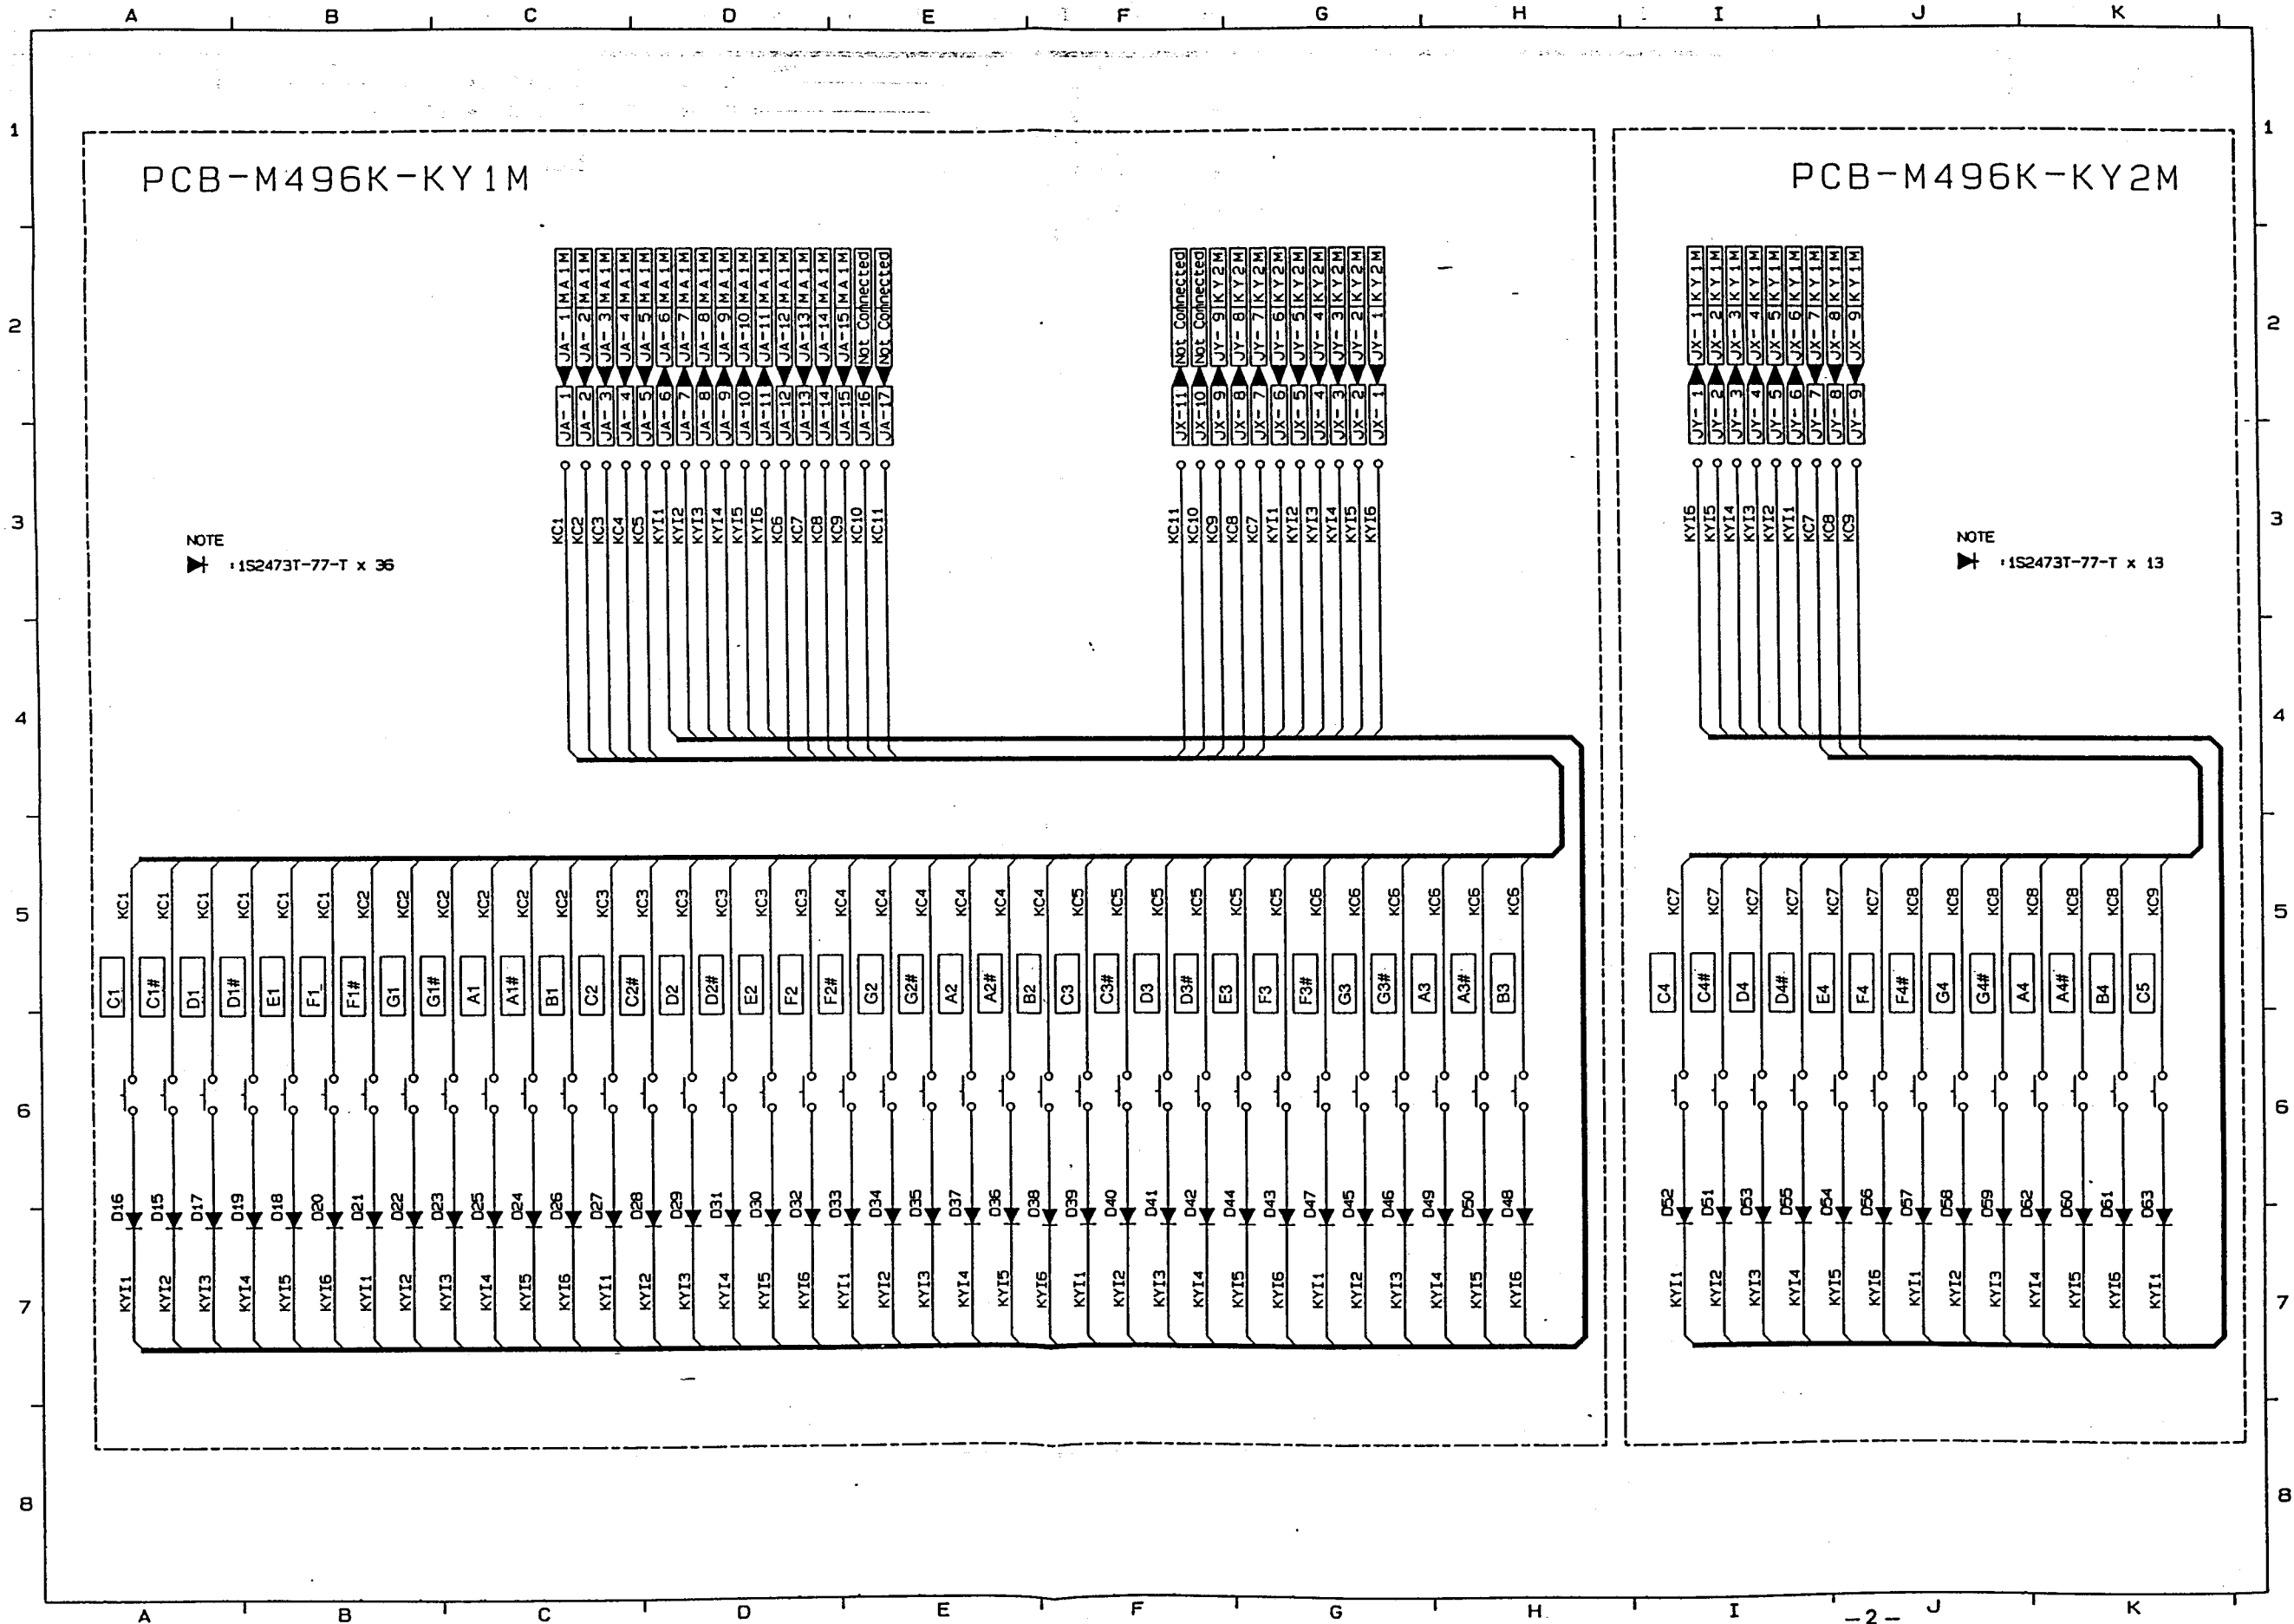 A B C D E F G H I J K
1 1
PCB-M496K-KY1M
PCB-M496K-KY2M
JA- 1 MA1M
JA- 2 MA1M
JA- 3 MA1M
JA- 4 MA1M
JA- 5 MA1M
JA- 6 MA1M
JA- 7 MA1M
JA- 8 MA1M
JA- 9 MA1M
JA-10 MA1M
JA-11 MA1M
JA-12 MA1M
JA-13 MA1M
JA-14 MA1M
JA-15 MA1M
Not Connected
Not Connected
Not Connected
Not Connected
JY- 9 KY2M
JY- 8 KY2M
JY- 7 KY2M
JY- 6 KY2M
JY- 5 KY2M
JY- 4 KY2M
JY- 3 KY2M
JY- 2 KY2M
JY- 1 KY2M
JX- 1 KY1M
JX- 2 KY1M
JX- 3 KY1M
JX- 4 KY1M
JX- 5 KY1M
JX- 6 KY1M
JX- 7 KY1M
JX- 8 KY1M
JX- 9 KY1M
2 2
JA- 1 JA- 2 JA- 3 JA- 4 JA- 5 JA- 6 JA- 7 JA- 8 JA- 9 JA-10 JA-11 JA-12 JA-13 JA-14 JA-15 JA-16 JA-17
JX-11 JX-10 JX- 9 JX- 8 JX- 7 JX- 6 JX- 5 JX- 4 JX- 3 JX- 2 JX- 1
JY- 1 JY- 2 JY- 3 JY- 4 JY- 5 JY- 6 JY- 7 JY- 8 JY- 9
3 3
KC1 KC2 KC3 KC4 KC5 KYI1 KYI2 KYI3 KYI4 KYI5 KYI6 KC6 KC7 KC8 KC9 KC10 KC11
KC11 KC10 KC9 KC8 KC7 KYI1 KYI2 KYI3 KYI4 KYI5 KYI6
KYI6 KYI5 KYI4 KYI3 KYI2 KYI1 KC7 KC8 KC9
NOTE
:1S2473T-77-T x 36
NOTE
:1S2473T-77-T x 13
4 4
5 5
KC1 KC1 KC1 KC1 KC1 KC1 KC2 KC2 KC2 KC2 KC2 KC2 KC3 KC3 KC3 KC3 KC3 KC3 KC4 KC4 KC4 KC4 KC4 KC4 KC5 KC5 KC5 KC5 KC5 KC5 KC6 KC6 KC6 KC6 KC6 KC6
KC7 KC7 KC7 KC7 KC7 KC7 KC8 KC8 KC8 KC8 KC8 KC8 KC9
C1 C1# D1 D1# E1 F1 F1# G1 G1# A1 A1# B1 C2 C2# D2 D2# E2 F2 F2# G2 G2# A2 A2# B2 C3 C3# D3 D3# E3 F3 F3# G3 G3# A3 A3# B3
C4 C4# D4 D4# E4 F4 F4# G4 G4# A4 A4# B4 C5
6 6
D16 D15 D17 D19 D18 D20 D21 D22 D23 D25 D24 D26 D27 D28 D29 D31 D30 D32 D33 D34 D35 D37 D36 D38 D39 D40 D41 D42 D44 D43 D47 D45 D46 D49 D50 D48
D52 D51 D53 D55 D54 D56 D57 D58 D59 D62 D60 D61 D63
7 7
KYI1 KYI2 KYI3 KYI4 KYI5 KYI6 KYI1 KYI2 KYI3 KYI4 KYI5 KYI6 KYI1 KYI2 KYI3 KYI4 KYI5 KYI6 KYI1 KYI2 KYI3 KYI4 KYI5 KYI6 KYI1 KYI2 KYI3 KYI4 KYI5 KYI6 KYI1 KYI2 KYI3 KYI4 KYI5 KYI6
KYI1 KYI2 KYI3 KYI4 KYI5 KYI6 KYI1 KYI2 KYI3 KYI4 KYI5 KYI6 KYI1
8 8
A B C D E F G H I J K
-2-